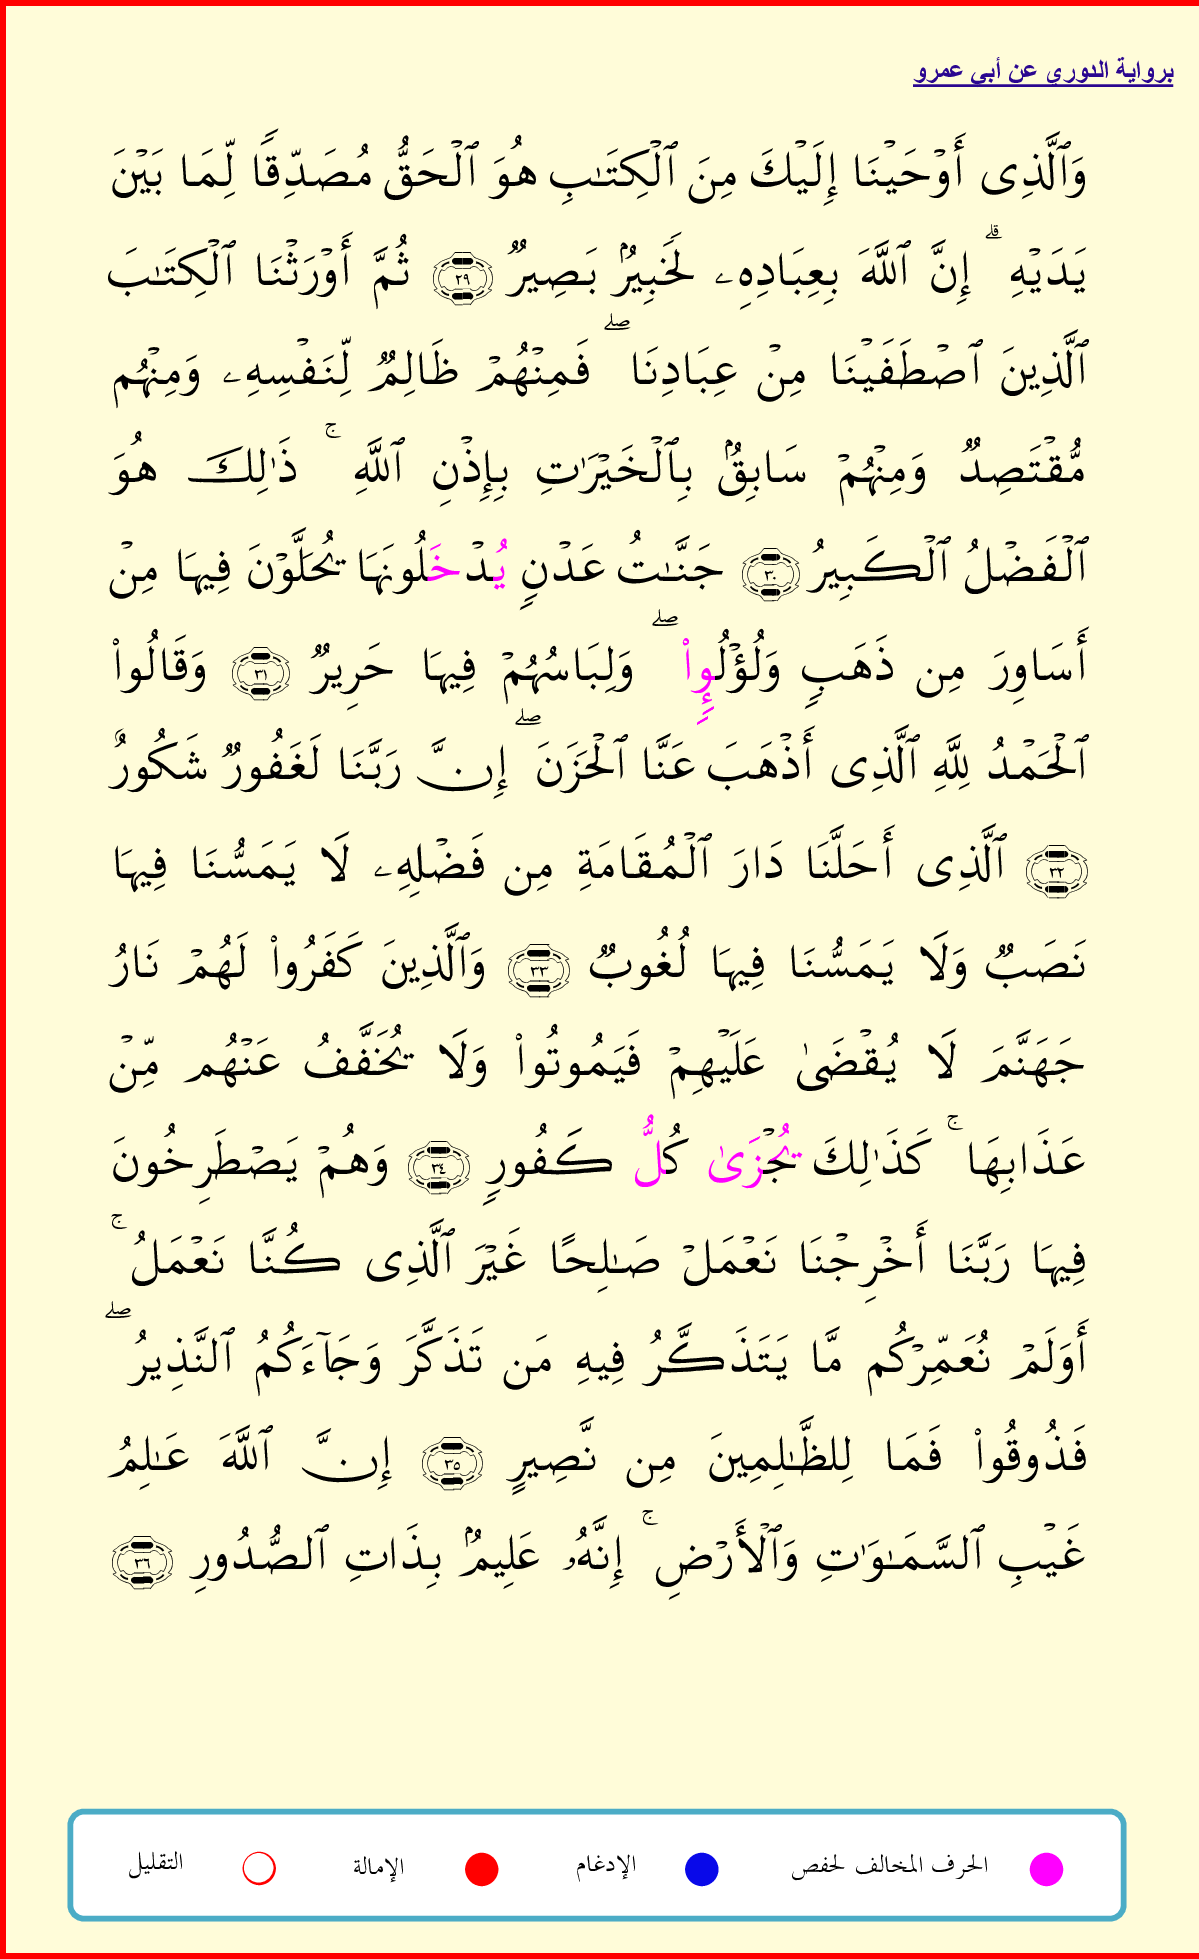 برواية الدوري عن أبي عمرو
وَٱلَّذِى أَوۡحَيۡنَا إِلَيۡكَ مِنَ ٱلۡكِتَـٰبِ هُوَ ٱلۡحَقُّ مُصَدِّقٗا لِّمَا بَيۡنَ
يَدَيۡهِ ۗ إِنَّ ٱللَّهَ بِعِبَادِهِۦ لَخَبِيرُۢ بَصِيرٞ ٢٩ ثُمَّ أَوۡرَثۡنَا ٱلۡكِتَـٰبَ
ٱلَّذِينَ ٱصۡطَفَيۡنَا مِنۡ عِبَادِنَا ۖ فَمِنۡهُمۡ ظَالِمٞ لِّنَفۡسِهِۦ وَمِنۡهُم
مُّقۡتَصِدٞ وَمِنۡهُمۡ سَابِقُۢ بِٱلۡخَيۡرَٰتِ بِإِذۡنِ ٱللَّهِ ۚ ذَٰلِكَ هُوَ
ٱلۡفَضۡلُ ٱلۡكَبِيرُ ٣٠ جَنَّـٰتُ عَدۡنٖ يُدۡخَلُونَهَا يُحَلَّوۡنَ فِيهَا مِنۡ
أَسَاوِرَ مِن ذَهَبٖ وَلُؤۡلُوِٕٖا۟ ۖ وَلِبَاسُهُمۡ فِيهَا حَرِيرٞ ٣١ وَقَالُوا۟
ٱلۡحَمۡدُ لِلَّهِ ٱلَّذِى أَذۡهَبَ عَنَّا ٱلۡحَزَنَ ۖ إِنَّ رَبَّنَا لَغَفُورٞ شَكُورٌ
٣٢ ٱلَّذِى أَحَلَّنَا دَارَ ٱلۡمُقَامَةِ مِن فَضۡلِهِۦ لَا يَمَسُّنَا فِيهَا
نَصَبٞ وَلَا يَمَسُّنَا فِيهَا لُغُوبٞ ٣٣ وَٱلَّذِينَ كَفَرُوا۟ لَهُمۡ نَارُ
جَهَنَّمَ لَا يُقۡضَىٰ عَلَيۡهِمۡ فَيَمُوتُوا۟ وَلَا يُخَفَّفُ عَنۡهُم مِّنۡ
عَذَابِهَا ۚ كَذَٰلِكَ يُجۡزَىٰ كُلُّ كَفُورٖ ٣٤ وَهُمۡ يَصۡطَرِخُونَ
فِيهَا رَبَّنَا أَخۡرِجۡنَا نَعۡمَلۡ صَـٰلِحًا غَيۡرَ ٱلَّذِى كُنَّا نَعۡمَلُ ۚ
أَوَلَمۡ نُعَمِّرۡكُم مَّا يَتَذَكَّرُ فِيهِ مَن تَذَكَّرَ وَجَآءَكُمُ ٱلنَّذِيرُ ۖ
فَذُوقُوا۟ فَمَا لِلظَّـٰلِمِينَ مِن نَّصِيرٍ ٣٥ إِنَّ ٱللَّهَ عَـٰلِمُ
غَيۡبِ ٱلسَّمَـٰوَٰتِ وَٱلۡأَرۡضِ ۚ إِنَّهُۥ عَلِيمُۢ بِذَاتِ ٱلصُّدُورِ ٣٦
الحرف المخالف لحفص الإدغام الإمالة التقليل